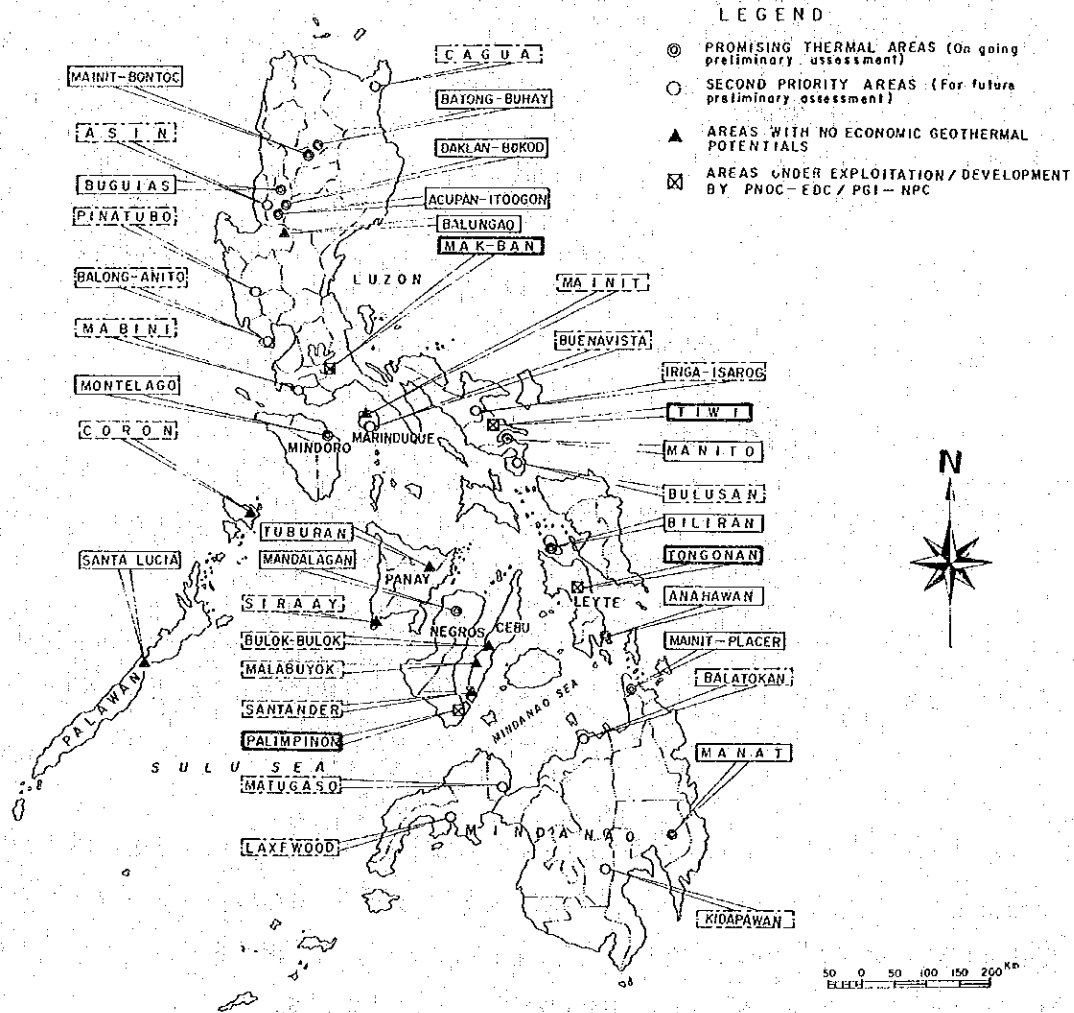 LEGEND
PROMISING THERMAL AREAS (On going
preliminary assessment)
SECOND PRIORITY AREAS (For future
preliminary assessment)
AREAS WITH NO ECONOMIC GEOTHERMAL
POTENTIALS
AREAS UNDER EXPLOITATION/DEVELOPMENT
BY PNOC-EDC/PGI-NPC
CAGUA
MAINIT-BONTOC
BATONG-BUHAY
ASIN
DAKLAN-BOKOD
BUGUIAS
ACUPAN-ITOOGON
PINATUBO
BALUNGAO
MAK-BAN
BALONG-ANITO
LUZON
MAINIT
MABINI
BUENAVISTA
IRIGA-ISAROG
MONTELAGO
TIWI
CORON
MINDORO
MARINDUQUE
MANITO
BULUSAN
TUBURAN
BILIRAN
SANTA LUCIA
MANDALAGAN
PANAY
TONGONAN
SIRAAY
LEYTE
ANAHAWAN
NEGROS
CEBU
BULOK-BULOK
MAINIT-PLACER
MALABUYOK
BALATOKAN
SANTANDER
MINDANAO SEA
PALAWAN
PALIMPINON
MANAT
SULU SEA
MATUGASO
MINDANAO
LAKEWOOD
KIDAPAWAN
N
50 0 50 100 150 200 Km